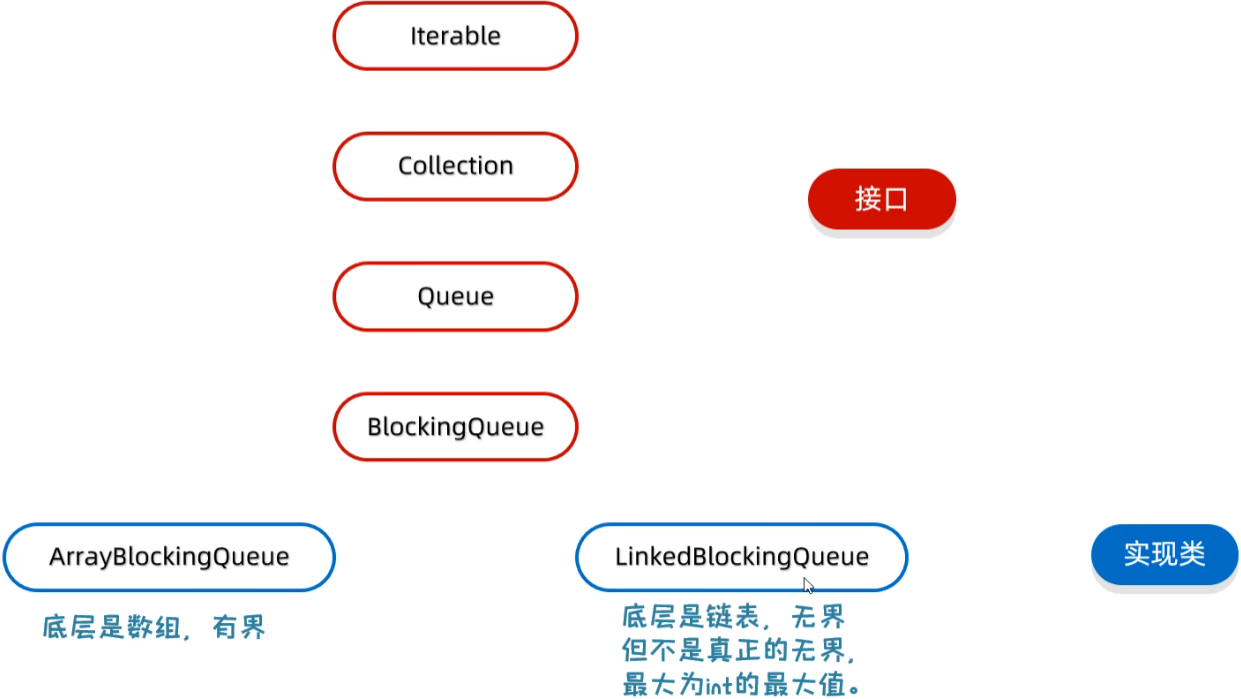 Iterable
Collection
接口
Queue
BlockingQueue
ArrayBlockingQueue
LinkedBlockingQueue
实现类
底层是数组，有界
底层是链表，无界
但不是真正的无界，
最大为int的最大值。